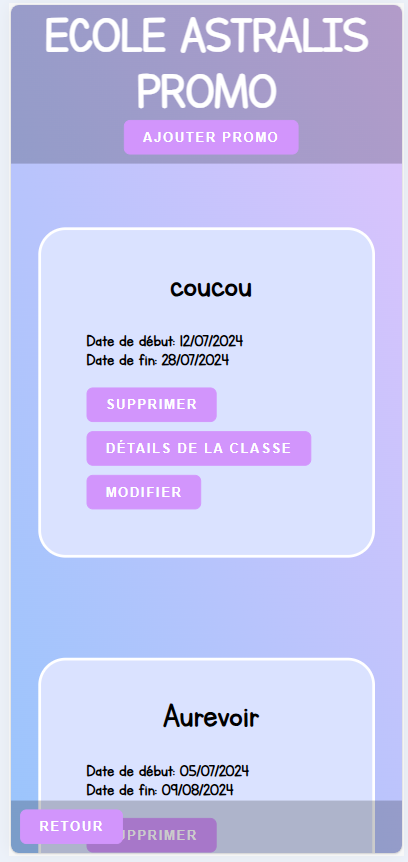 ECOLE ASTRALIS
PROMO
AJOUTER PROMO
coucou
Date de début: 12/07/2024
Date de fin: 28/07/2024
SUPPRIMER
DÉTAILS DE LA CLASSE
MODIFIER
Aurevoir
Date de début: 05/07/2024
Date de fin: 09/08/2024
RETOUR